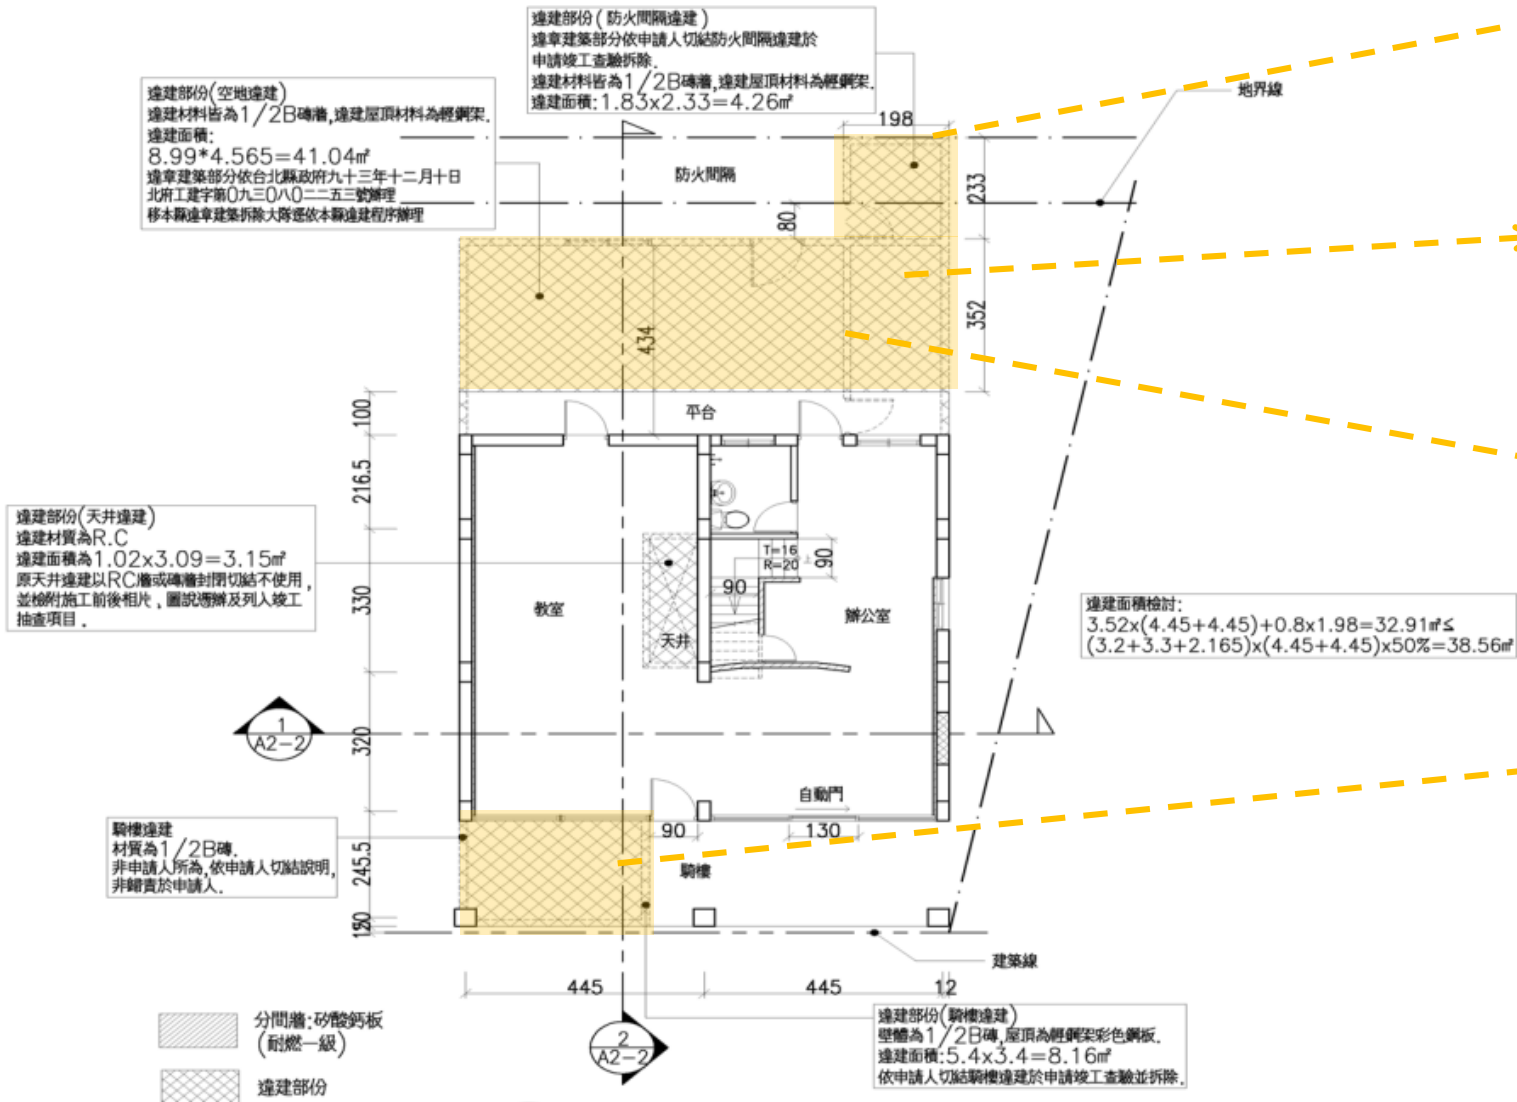 違建部份(防火間隔違建)
違章建築部分依申請人切結防火間隔違建於
申請竣工查驗拆除.
違建材料皆為1/2B磚牆,違建屋頂材料為輕鋼架.
違建面積:1.83x2.33=4.26㎡
違建部份(空地違建)
違建材料皆為1/2B磚牆,違建屋頂材料為輕鋼架.
違建面積:
8.99*4.565=41.04㎡
違章建築部分依台北縣政府九十三年十二月十日
北府工建字第0九三0八0二二五三號辦理
移本縣違章建築拆除大隊逕依本縣違建程序辦理
地界線
198
防火間隔
233
80
352
434
100
平台
216.5
違建部份(天井違建)
違建材質為R.C
違建面積為1.02x3.09=3.15㎡
原天井違建以RC牆或磚牆封閉切結不使用,
並檢附施工前後相片、圖說憑辦及列入竣工
抽查項目.
T=16
R=20
90
90
330
教室
天井
辦公室
違建面積檢討:
3.52x(4.45+4.45)+0.8x1.98=32.91㎡≤
(3.2+3.3+2.165)x(4.45+4.45)x50%=38.56㎡
1
A2-2
320
自動門
90
130
騎樓違建
材質為1/2B磚.
非申請人所為,依申請人切結說明,
非歸責於申請人.
245.5
騎樓
建築線
445
445
12
分間牆:矽酸鈣板
(耐燃一級)
違建部份
2
A2-2
違建部份(騎樓違建)
壁體為1/2B磚,屋頂為輕鋼架彩色鋼板.
違建面積:5.4x3.4=8.16㎡
依申請人切結騎樓違建於申請竣工查驗並拆除.